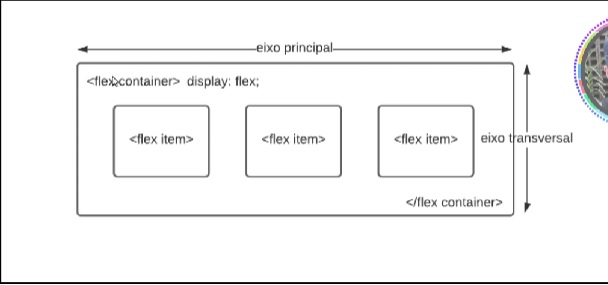 eixo principal
<flex container> display: flex;
<flex item> <flex item> <flex item> eixo transversal
</flex container>